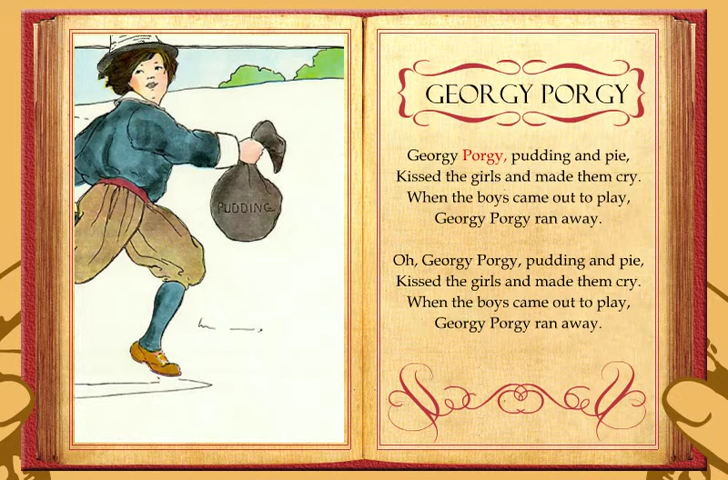 PUDDING
GEORGY PORGY
Georgy Porgy, pudding and pie,
Kissed the girls and made them cry.
When the boys came out to play,
Georgy Porgy ran away.
Oh, Georgy Porgy, pudding and pie,
Kissed the girls and made them cry.
When the boys came out to play,
Georgy Porgy ran away.